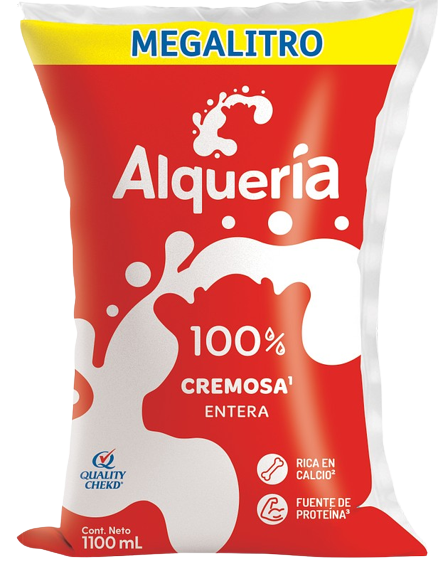 MEGALITRO
Alquería
100%
CREMOSA¹
ENTERA
RICA EN
CALCIO²
FUENTE DE
PROTEÍNA³
QUALITY
CHEKD®
Cont. Neto
1100 mL